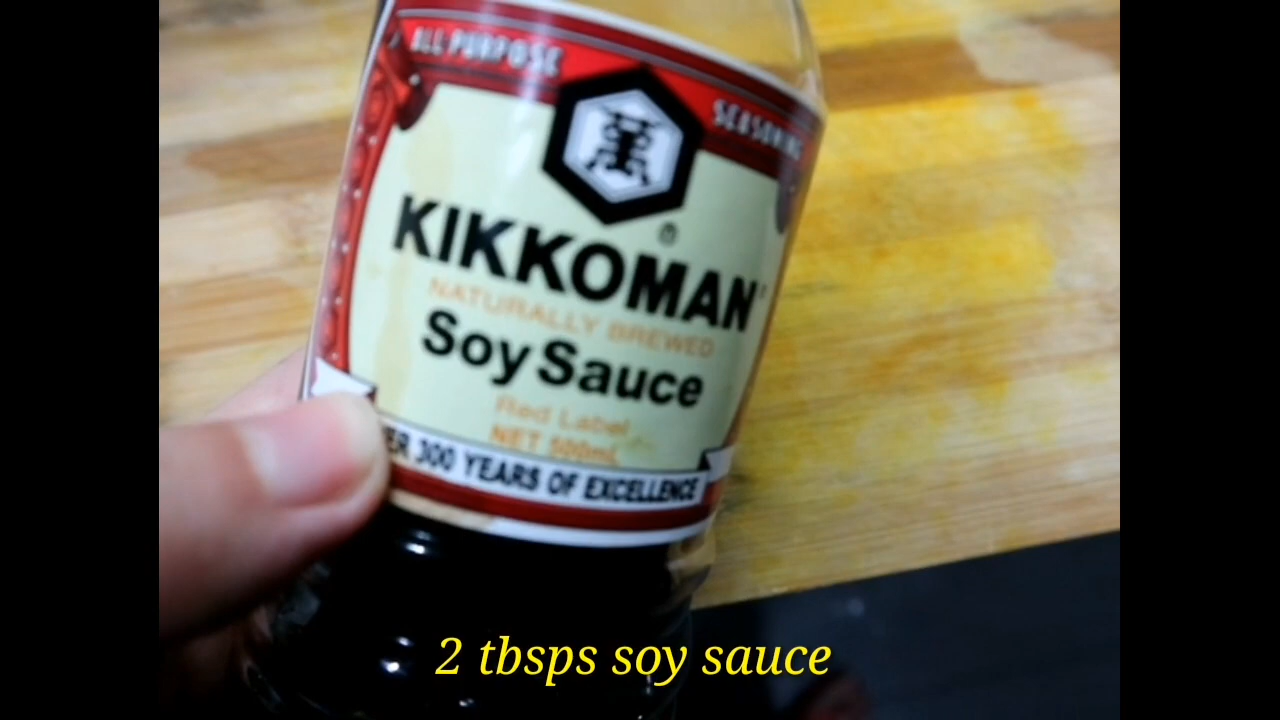 ALL PURPOSE SEASONING
KIKKOMAN
NATURALLY BREWED
Soy Sauce
Red Label
NET 500mL
300 YEARS OF EXCELLENCE
2 tbsps soy sauce